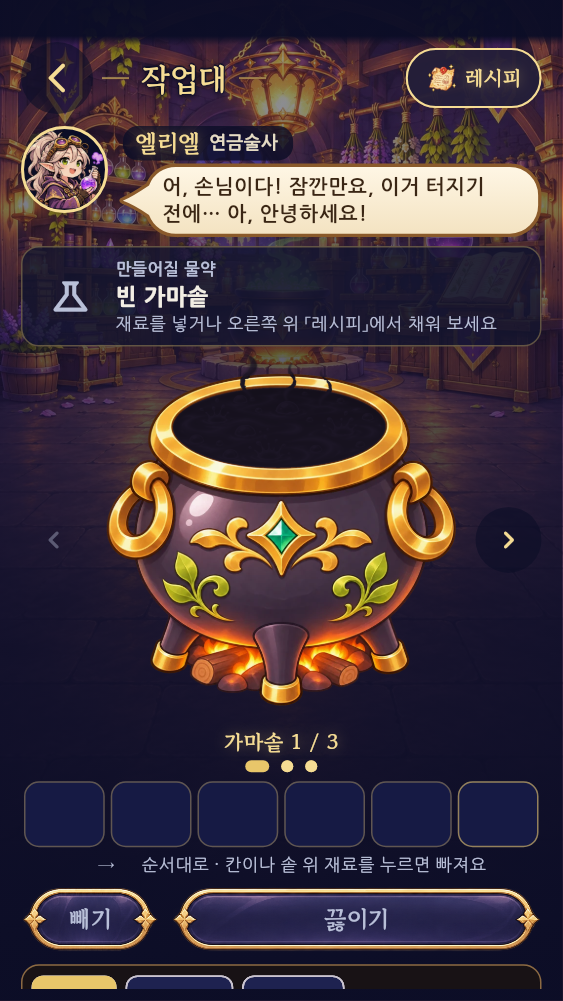 작업대
레시피
엘리엘 연금술사
어, 손님이다! 잠깐만요, 이거 터지기
전에… 아, 안녕하세요!
만들어질 물약
빈 가마솥
재료를 넣거나 오른쪽 위 「레시피」에서 채워 보세요
가마솥 1 / 3
→ 순서대로 · 칸이나 솥 위 재료를 누르면 빠져요
빼기
끓이기